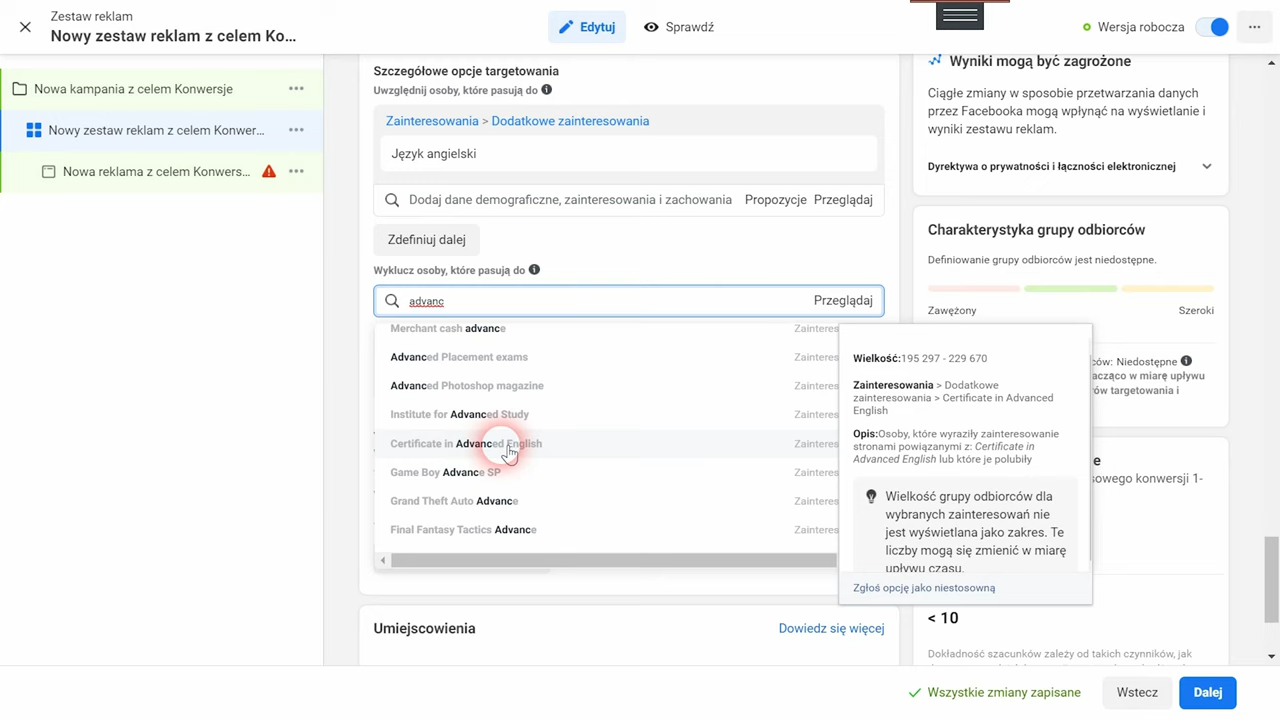 Zestaw reklam
Nowy zestaw reklam z celem Ko...
Edytuj
Sprawdź
Wersja robocza
Nowa kampania z celem Konwersje
Nowy zestaw reklam z celem Konwer...
Nowa reklama z celem Konwers...
Szczegółowe opcje targetowania
Uwzględnij osoby, które pasują do
Zainteresowania > Dodatkowe zainteresowania
Język angielski
Dodaj dane demograficzne, zainteresowania i zachowania
Propozycje
Przeglądaj
Zdefiniuj dalej
Wyklucz osoby, które pasują do
advanc
Przeglądaj
Merchant cash advance
Zainteres
Advanced Placement exams
Zainteres
Advanced Photoshop magazine
Zainteres
Institute for Advanced Study
Zainteres
Certificate in Advanced English
Zainteres
Game Boy Advance SP
Zainteres
Grand Theft Auto Advance
Zainteres
Final Fantasy Tactics Advance
Zainteres
Wielkość:195 297 - 229 670
Zainteresowania > Dodatkowe
zainteresowania > Certificate in Advanced
English
Opis:Osoby, które wyraziły zainteresowanie
stronami powiązanymi z: Certificate in
Advanced English lub które je polubiły
Wielkość grupy odbiorców dla
wybranych zainteresowań nie
jest wyświetlana jako zakres. Te
liczby mogą się zmienić w miarę
upływu czasu.
Zgłoś opcję jako niestosowną
Umiejscowienia
Dowiedz się więcej
Wyniki mogą być zagrożone
Ciągłe zmiany w sposobie przetwarzania danych
przez Facebooka mogą wpłynąć na wyświetlanie i
wyniki zestawu reklam.
Dyrektywa o prywatności i łączności elektronicznej
Charakterystyka grupy odbiorców
Definiowanie grupy odbiorców jest niedostępne.
Zawężony
Szeroki
ców: Niedostępne
acząco w miarę upływu
rów targetowania i
e
sowego konwersji 1-
< 10
Dokładność szacunków zależy od takich czynników, jak
Wszystkie zmiany zapisane
Wstecz
Dalej